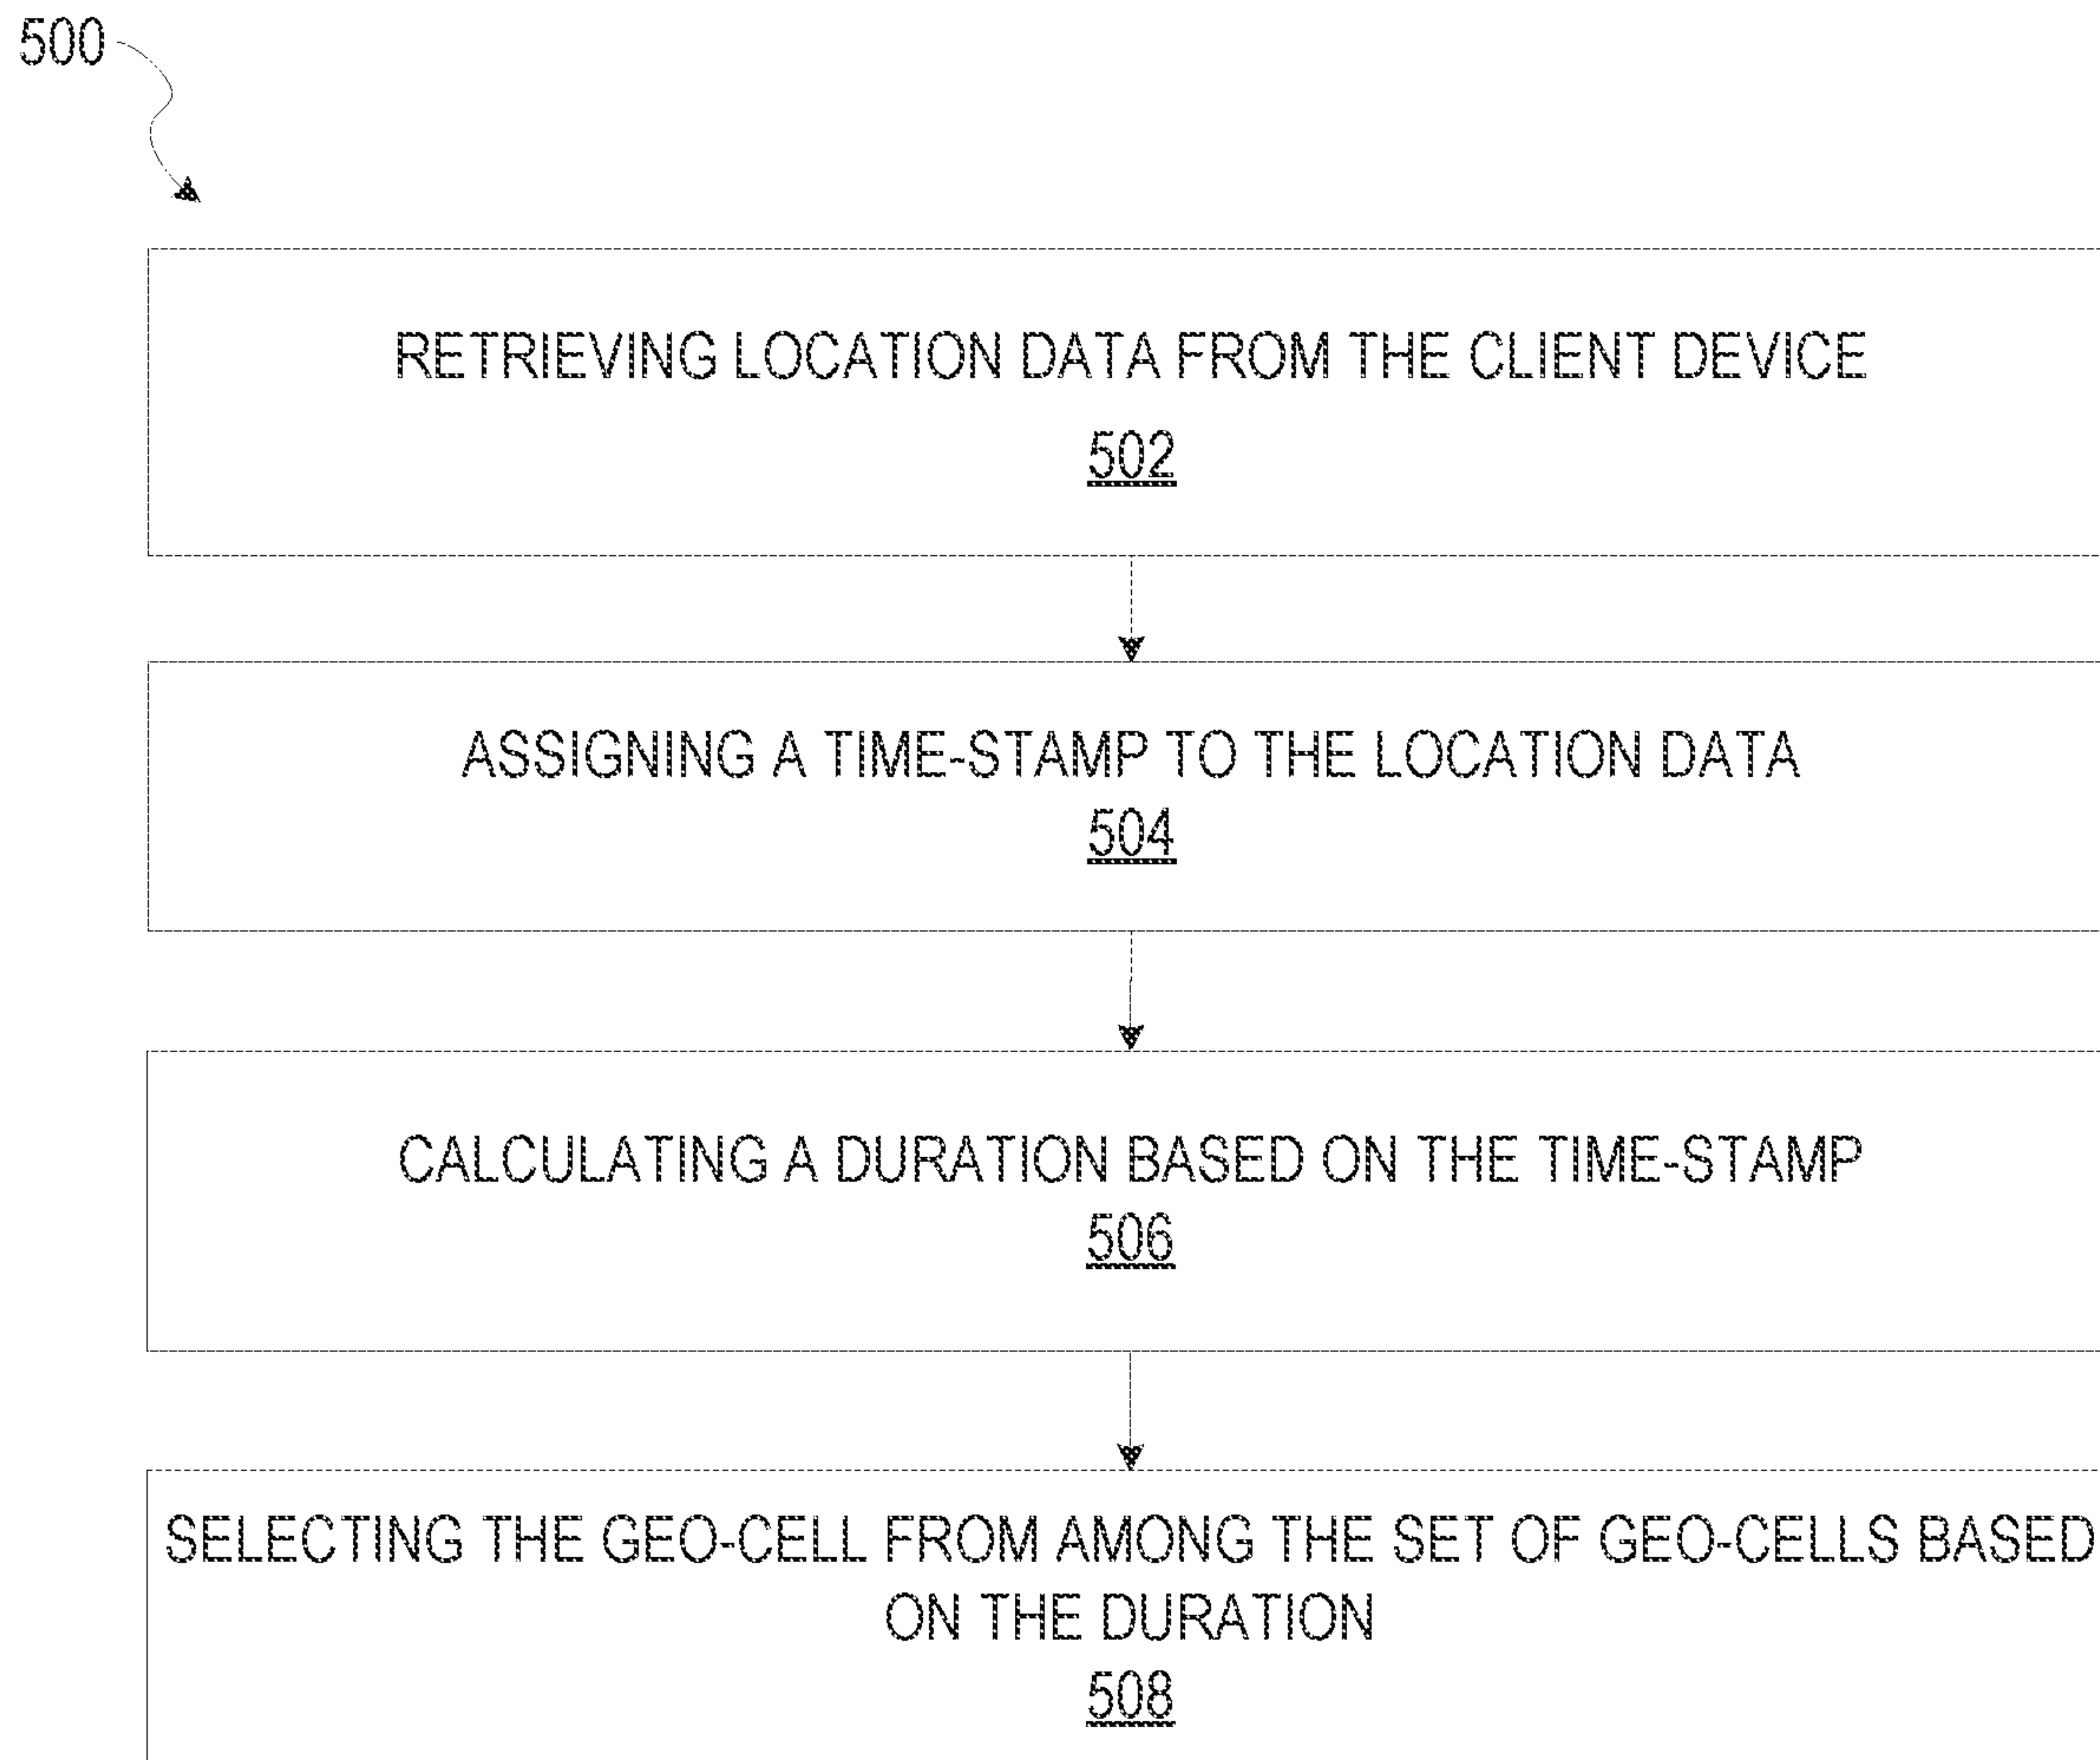 500
RETRIEVING LOCATION DATA FROM THE CLIENT DEVICE
502
ASSIGNING A TIME-STAMP TO THE LOCATION DATA
504
CALCULATING A DURATION BASED ON THE TIME-STAMP
506
SELECTING THE GEO-CELL FROM AMONG THE SET OF GEO-CELLS BASED
ON THE DURATION
508